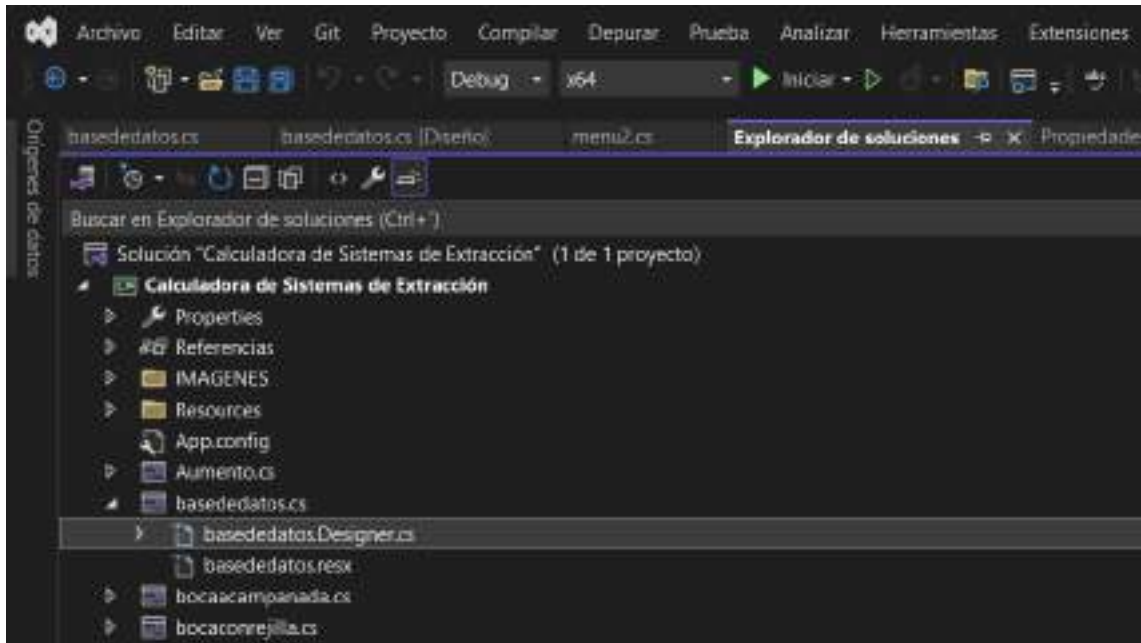 Archivo Editar Ver Git Proyecto Compilar Depurar Prueba Analizar Herramientas Extensiones
Debug x64 Iniciar
Orígenes de datos
basededatos.cs basededatos.cs [Diseño] menu2.cs Explorador de soluciones Propiedade
Buscar en Explorador de soluciones (Ctrl+´)
Solución "Calculadora de Sistemas de Extracción" (1 de 1 proyecto)
Calculadora de Sistemas de Extracción
Properties
Referencias
IMAGENES
Resources
App.config
Aumento.cs
basededatos.cs
basededatos.Designer.cs
basededatos.resx
bocaacampanada.cs
bocaconrejilla.cs